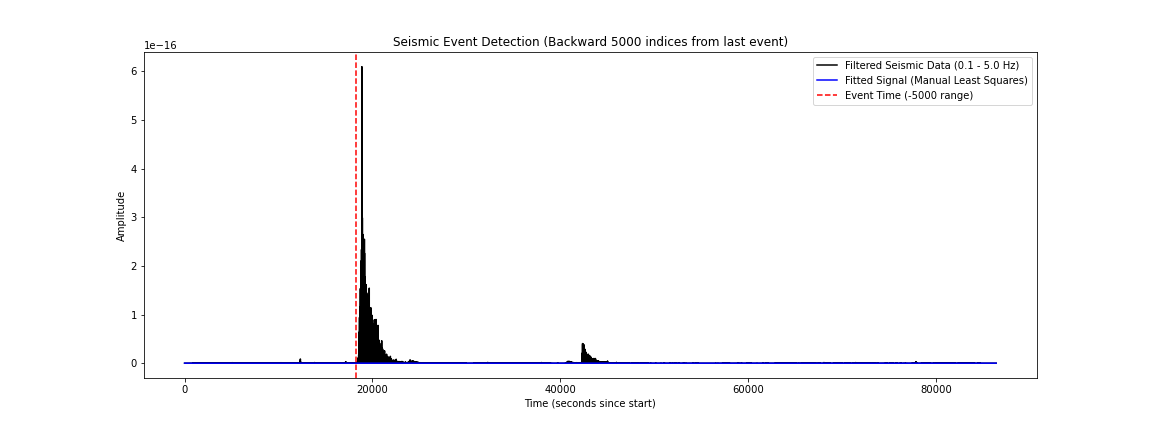 Seismic Event Detection (Backward 5000 indices from last event)
1e−16
Filtered Seismic Data (0.1 - 5.0 Hz)
Fitted Signal (Manual Least Squares)
Event Time (-5000 range)
6
5
4
3
2
1
0
Amplitude
0
20000
40000
60000
80000
Time (seconds since start)